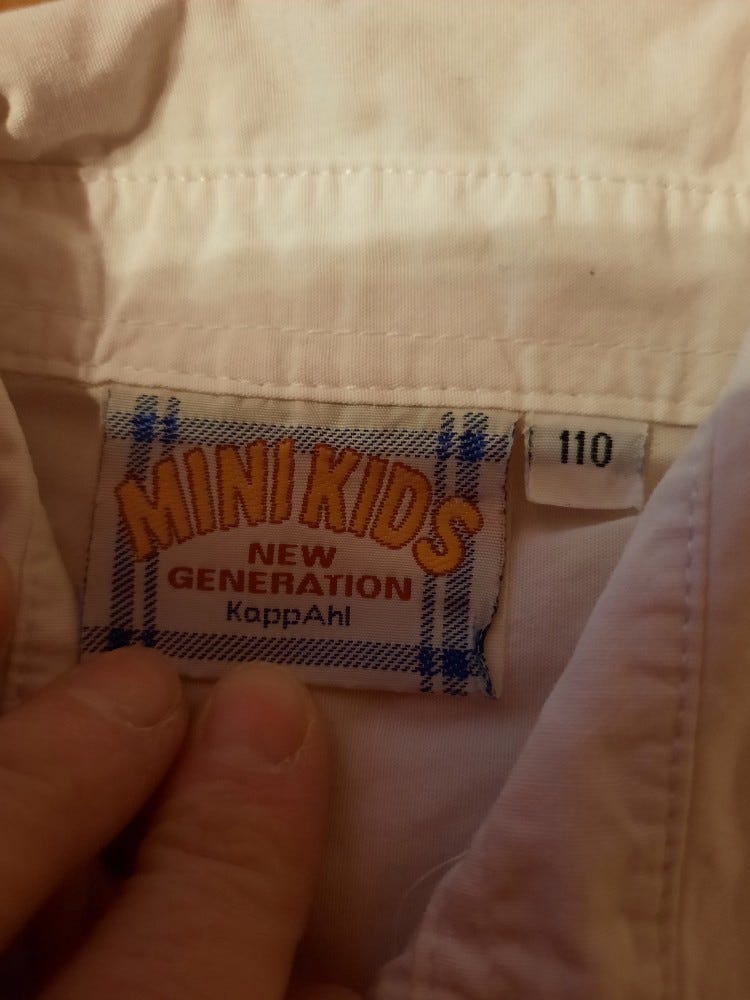 MINI KIDS
NEW
GENERATION
KappAhl
110